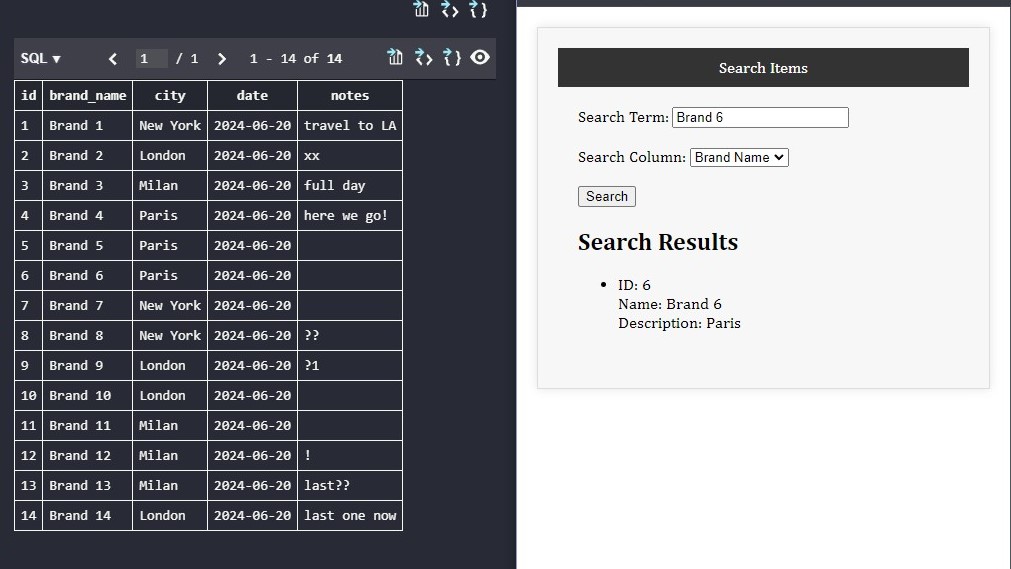 SQL ▼ 1 / 1 1 - 14 of 14
id brand_name city date notes
1 Brand 1 New York 2024-06-20 travel to LA
2 Brand 2 London 2024-06-20 xx
3 Brand 3 Milan 2024-06-20 full day
4 Brand 4 Paris 2024-06-20 here we go!
5 Brand 5 Paris 2024-06-20
6 Brand 6 Paris 2024-06-20
7 Brand 7 New York 2024-06-20
8 Brand 8 New York 2024-06-20 ??
9 Brand 9 London 2024-06-20 ?1
10 Brand 10 London 2024-06-20
11 Brand 11 Milan 2024-06-20
12 Brand 12 Milan 2024-06-20 !
13 Brand 13 Milan 2024-06-20 last??
14 Brand 14 London 2024-06-20 last one now
Search Items
Search Term: Brand 6
Search Column: Brand Name
Search
Search Results
• ID: 6
Name: Brand 6
Description: Paris